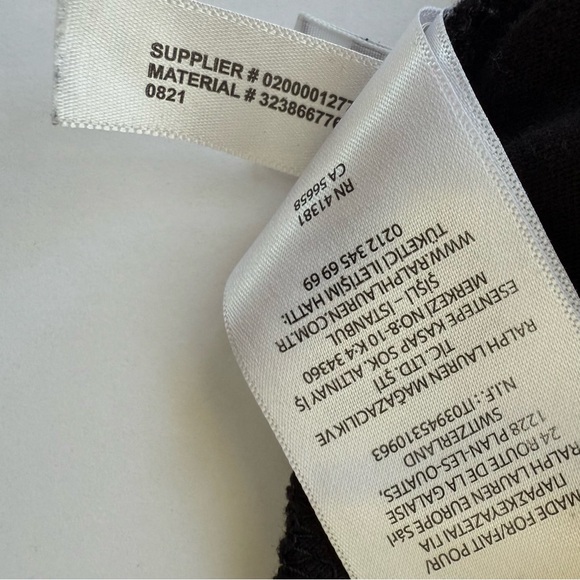 SUPPLIER # 020000127
MATERIAL # 323866776
0821
MADE FOR/FAIT POUR/
ΠΑΡΑΣΚΕΥΑΖΕΤΑΙ ΓΙΑ
RALPH LAUREN EUROPE Sàrl
24 ROUTE DE LA GALAISE
1228 PLAN-LES-OUATES,
SWITZERLAND
N.I.F.: IT03945310963
RALPH LAUREN MAĞAZACILIK VE
TİC. LTD. ŞTİ
ESENTEPE KASAP SOK. ALTINAY İŞ
MERKEZİ NO:8-10 K:4 34360
ŞİŞLİ – İSTANBUL
WWW.RALPHLAUREN.COM.TR
TÜKETİCİ İLETİŞİM HATTI:
0212 345 69 69
RN 41381
CA 56658